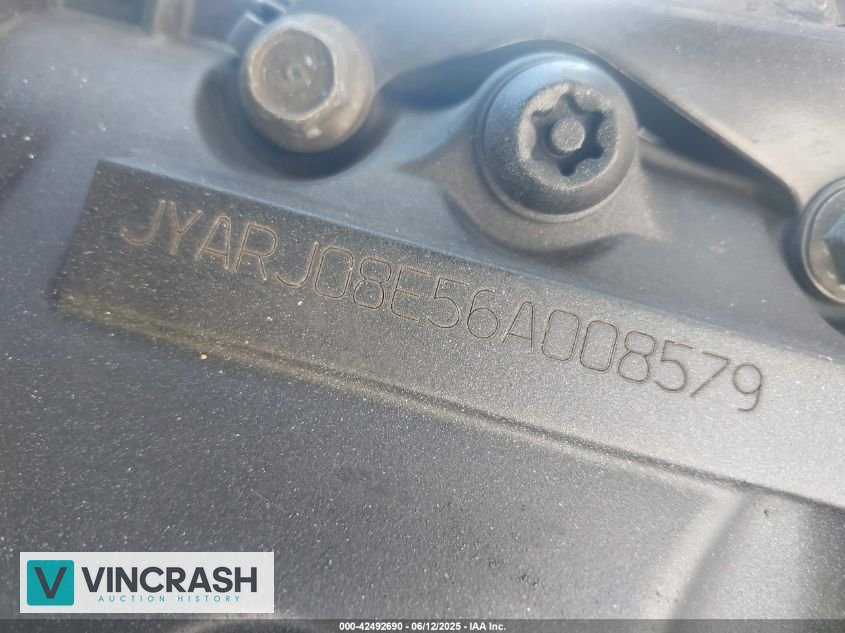 JYARJ08E56A008579
V VINCRASH
AUCTION HISTORY
000-42492690 - 06/12/2025 - IAA Inc.